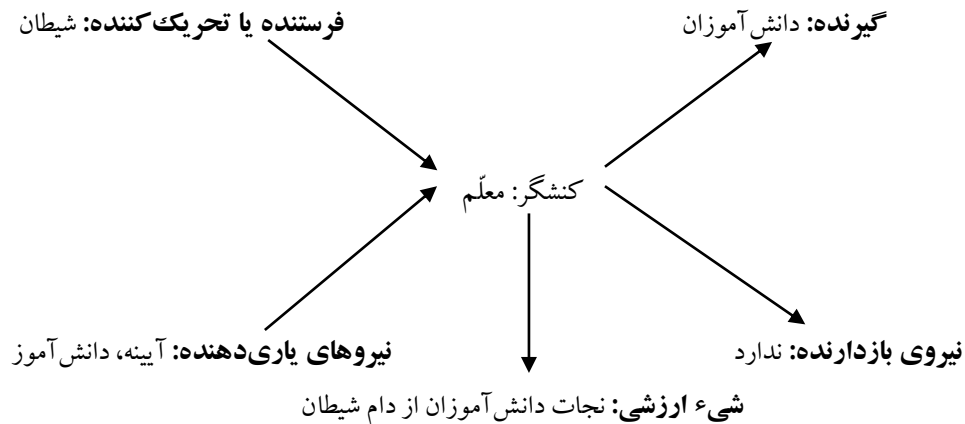 گیرنده: دانش‌آموزان
فرستنده یا تحریک‌کننده: شیطان
کنشگر: معلّم
نیروی بازدارنده: ندارد
نیروهای یاری‌دهنده: آیینه، دانش‌آموز
شیء ارزشی: نجات دانش‌آموزان از دام شیطان